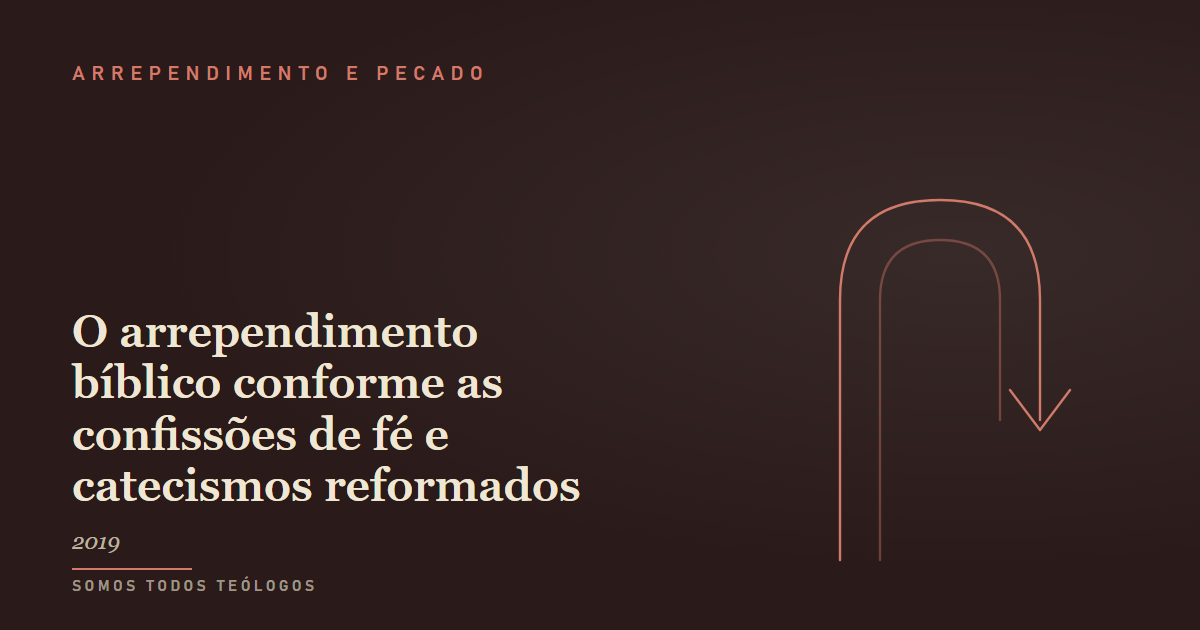 ARREPENDIMENTO E PECADO
O arrependimento
bíblico conforme as
confissões de fé e
catecismos reformados
2019
SOMOS TODOS TEÓLOGOS